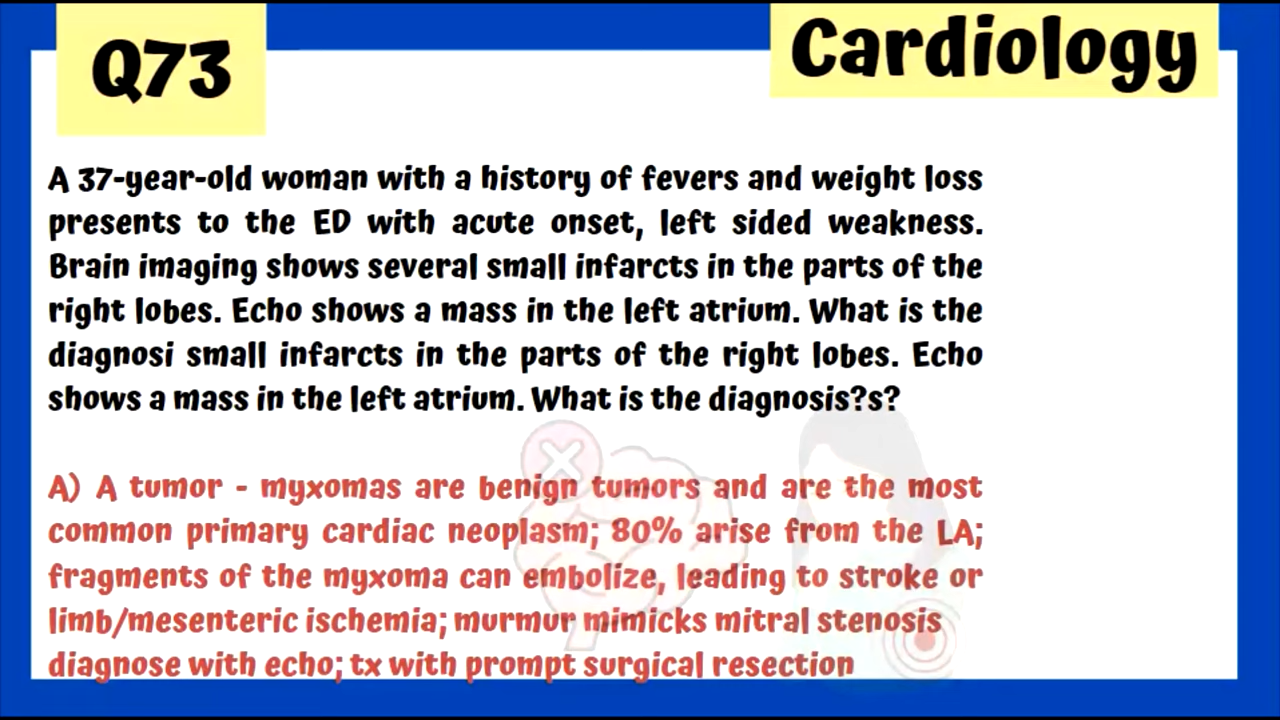 Q73
Cardiology
A 37-year-old woman with a history of fevers and weight loss
presents to the ED with acute onset, left sided weakness.
Brain imaging shows several small infarcts in the parts of the
right lobes. Echo shows a mass in the left atrium. What is the
diagnosi small infarcts in the parts of the right lobes. Echo
shows a mass in the left atrium. What is the diagnosis?s?
A) A tumor - myxomas are benign tumors and are the most
common primary cardiac neoplasm; 80% arise from the LA;
fragments of the myxoma can embolize, leading to stroke or
limb/mesenteric ischemia; murmur mimicks mitral stenosis
diagnose with echo; tx with prompt surgical resection